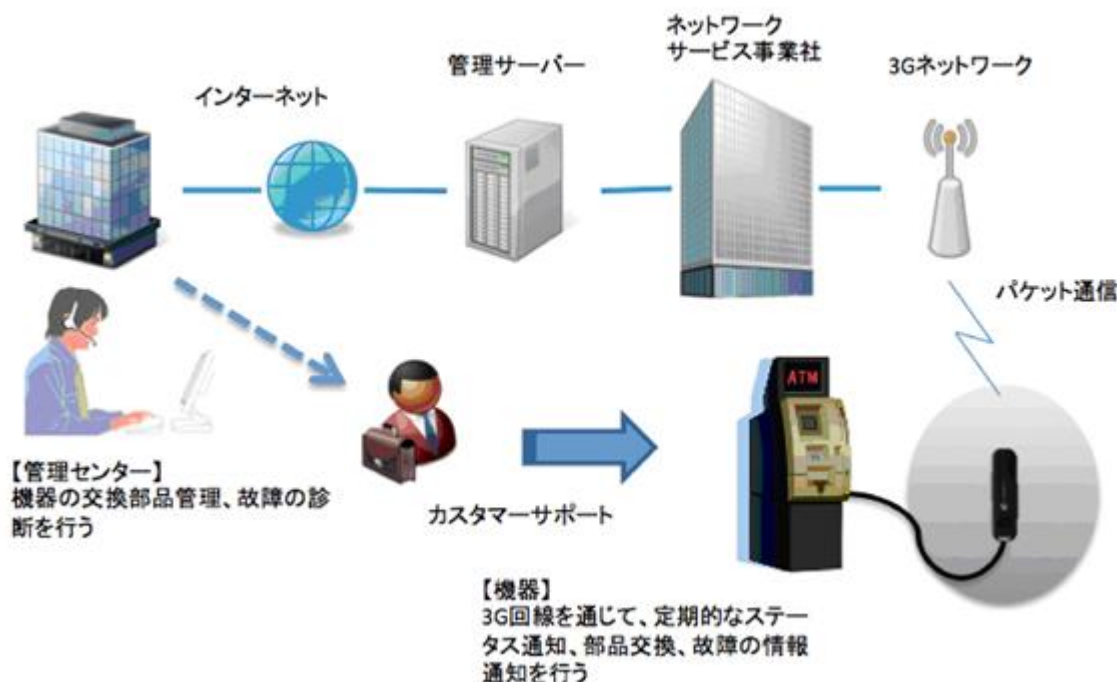 ネットワーク
サービス事業社
管理サーバー
3Gネットワーク
インターネット
パケット通信
ATM
【管理センター】
機器の交換部品管理、故障の診
断を行う
カスタマーサポート
【機器】
3G回線を通じて、定期的なステー
タス通知、部品交換、故障の情報
通知を行う